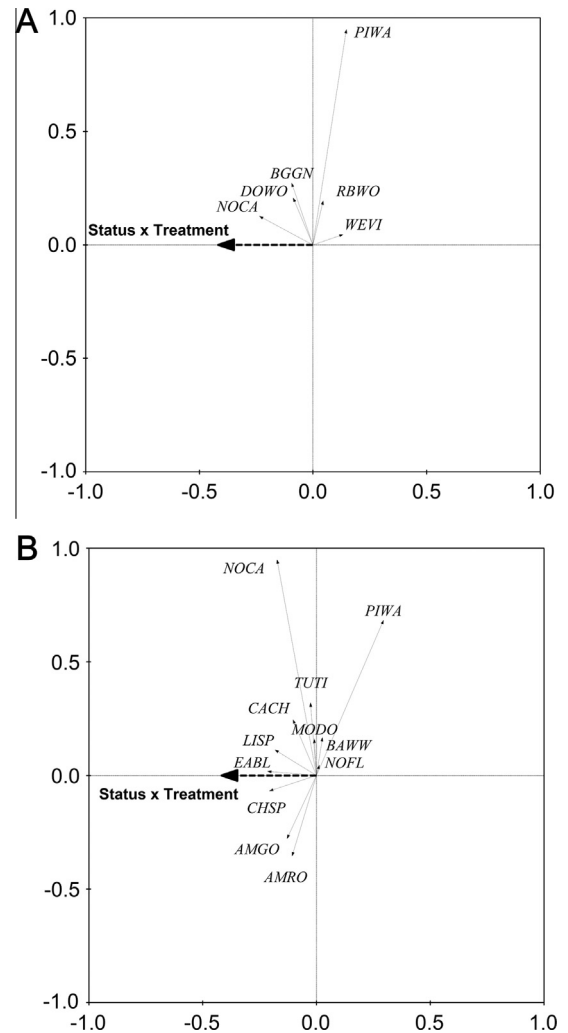 A
1.0
PIWA
0.5
BGGN
DOWO
RBWO
NOCA
WEVI
Status x Treatment
0.0
-0.5
-1.0
-1.0 -0.5 0.0 0.5 1.0
B
1.0
NOCA
PIWA
0.5
TUTI
CACH
MODO
LISP
BAWW
EABL
NOFL
0.0
Status x Treatment
CHSP
AMGO
AMRO
-0.5
-1.0
-1.0 -0.5 0.0 0.5 1.0